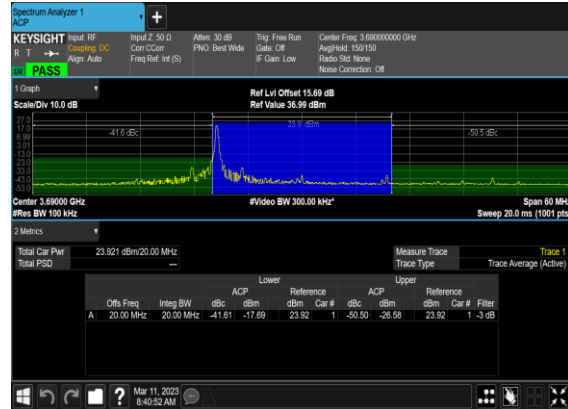 Spectrum Analyzer 1
ACP
KEYSIGHT
R T
PASS
Input: RF
Coupling: DC
Align: Auto
Input Z: 50 Ω
Corr CCorr
Freq Ref: Int (S)
Atten: 30 dB
PNO: Best Wide
Trig: Free Run
Gate: Off
IF Gain: Low
Center Freq: 3.690000000 GHz
Avg|Hold: 150/150
Radio Std: None
Noise Correction: Off
1 Graph
Scale/Div 10.0 dB
Ref Lvl Offset 15.69 dB
Ref Value 36.99 dBm
27.0
17.0
6.99
-3.01
-13.0
-23.0
-33.0
-43.0
-53.0
-41.6 dBc
23.9 dBm
-50.5 dBc
Center 3.69000 GHz
#Res BW 100 kHz
#Video BW 300.00 kHz*
Span 60 MHz
Sweep 20.0 ms (1001 pts
2 Metrics
Total Car Pwr 23.921 dBm/20.00 MHz
Total PSD ---
Measure Trace Trace 1
Trace Type Trace Average (Active)
Lower Upper
ACP Reference ACP Reference
Offs Freq Integ BW dBc dBm dBm Car # dBc dBm dBm Car # Filter
A 20.00 MHz 20.00 MHz -41.61 -17.69 23.92 1 -50.50 -26.58 23.92 1 -3 dB
Mar 11, 2023
8:40:52 AM